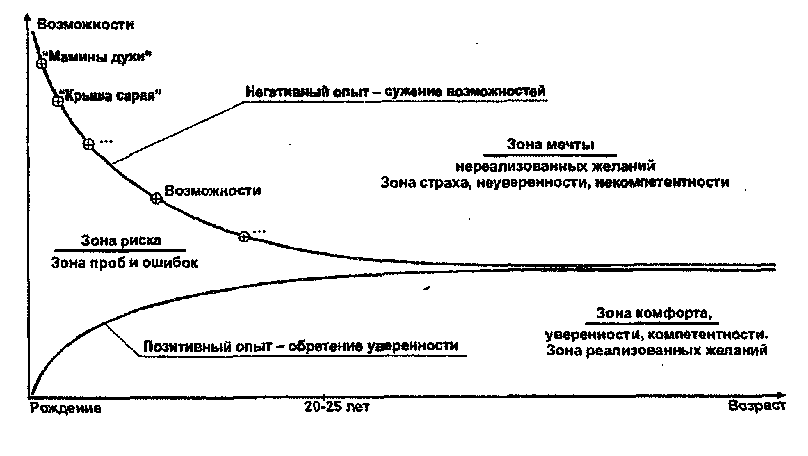 Возможности
"Мамины духи"
"Крыша сарая"
...
Негативный опыт – сужение возможностей
Зона мечты
нереализованных желаний
Зона страха, неуверенности, некомпетентности
Возможности
...
Зона риска
Зона проб и ошибок
Зона комфорта,
уверенности, компетентности.
Зона реализованных желаний
Позитивный опыт – обретение уверенности
Рождение
20-25 лет
Возраст